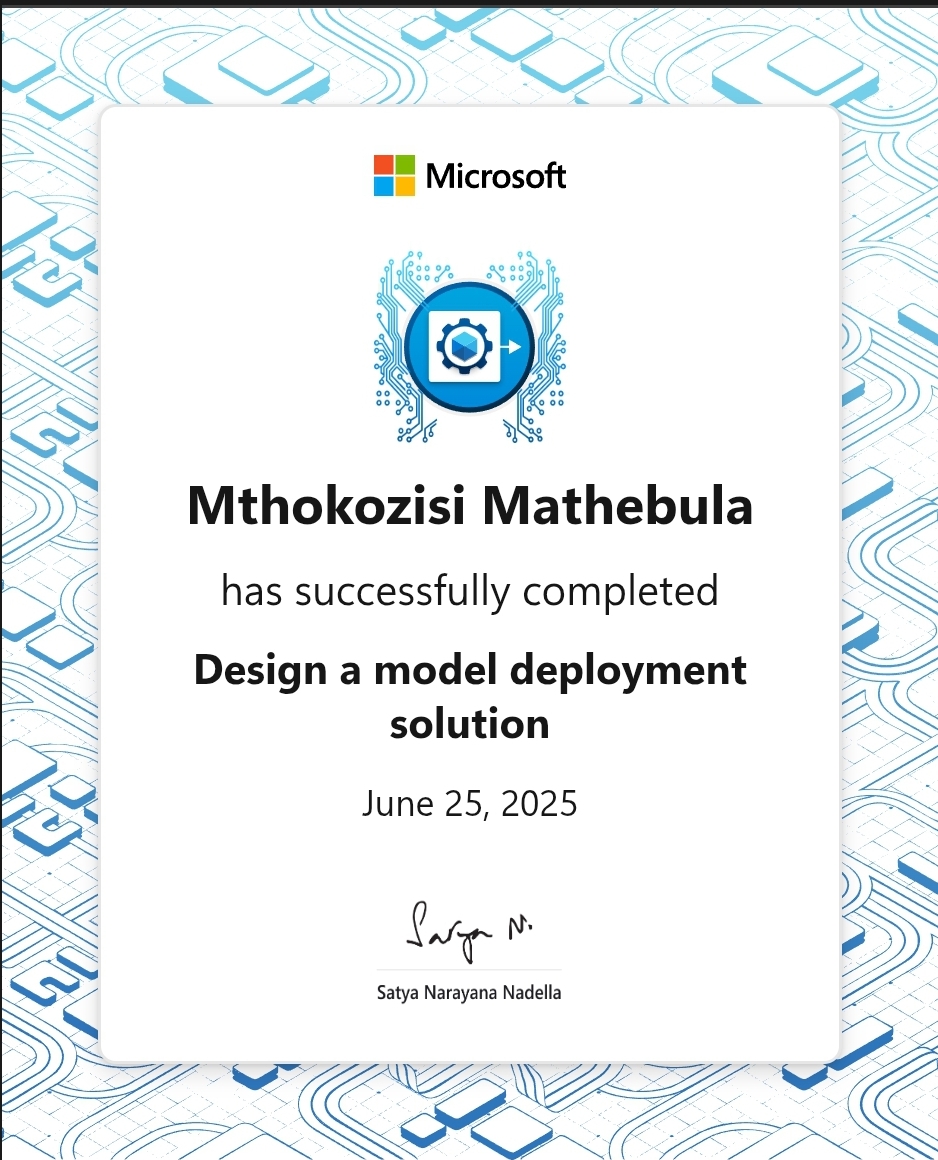 Microsoft
Mthokozisi Mathebula
has successfully completed
Design a model deployment
solution
June 25, 2025
Satya N.
Satya Narayana Nadella